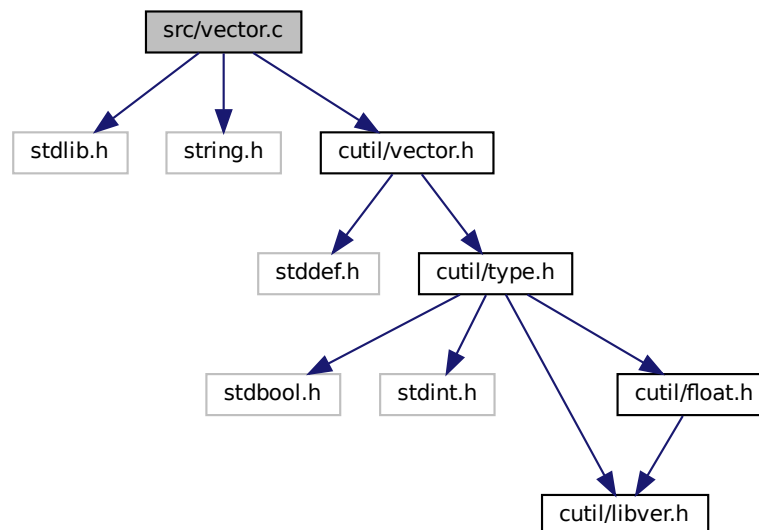 src/vector.c
stdlib.h
string.h
cutil/vector.h
stddef.h
cutil/type.h
stdbool.h
stdint.h
cutil/float.h
cutil/libver.h